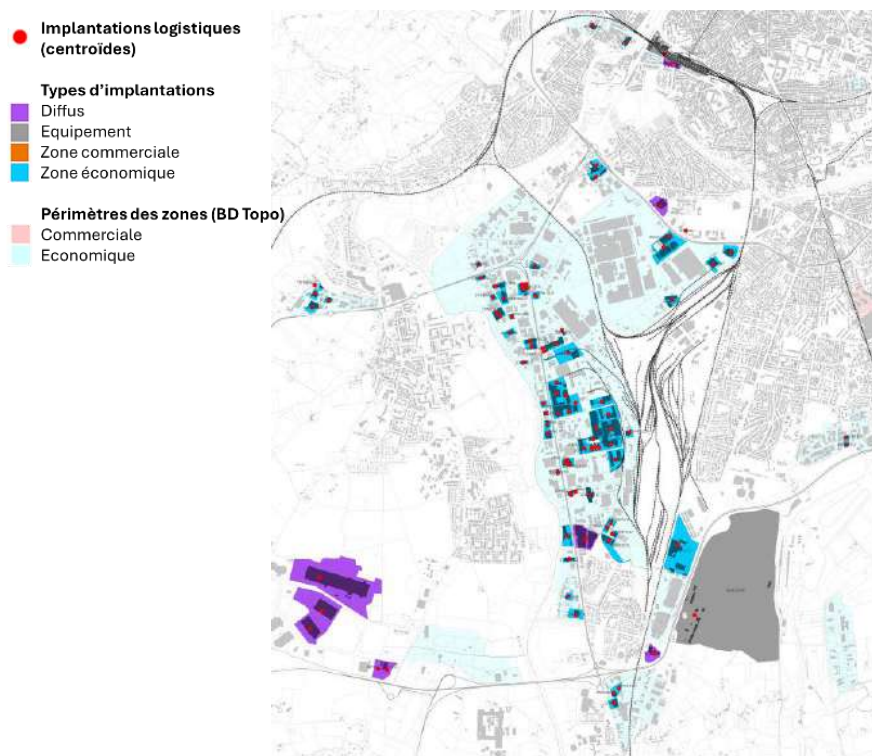 Implantations logistiques
(centroïdes)
Types d'implantations
Diffus
Equipement
Zone commerciale
Zone économique
Périmètres des zones (BD Topo)
Commerciale
Economique